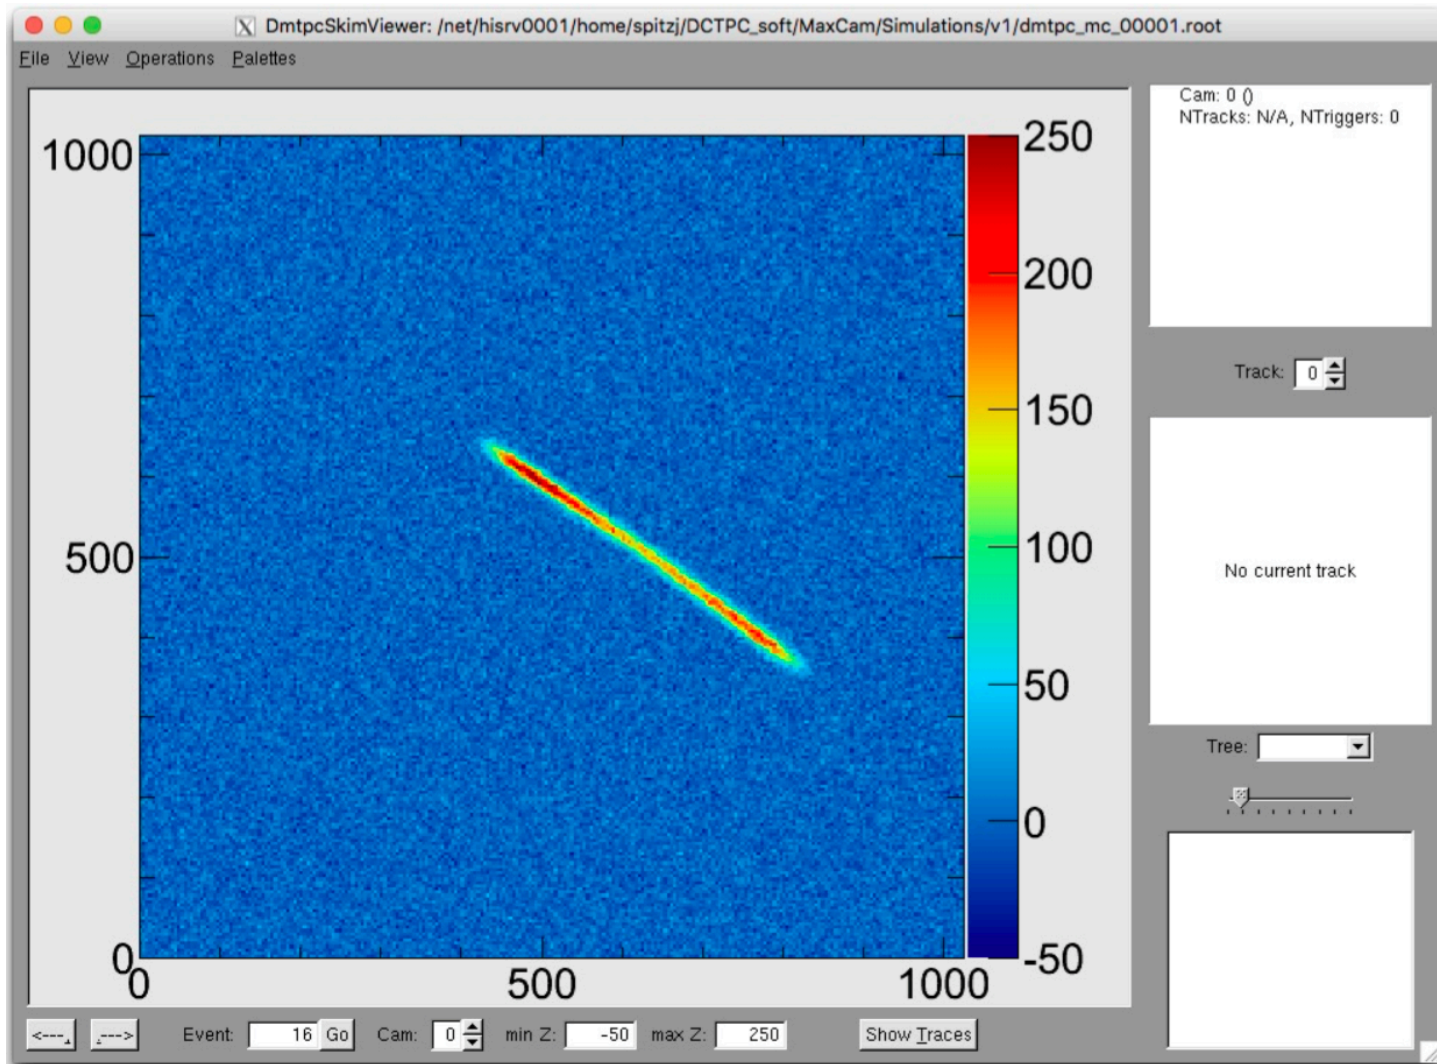 DmtpcSkimViewer: /net/hisrv0001/home/spitzj/DCTPC_soft/MaxCam/Simulations/v1/dmtpc_mc_00001.root
File View Operations Palettes
Cam: 0 ()
NTracks: N/A, NTriggers: 0
1000
500
0
0 500 1000
250
200
150
100
50
0
-50
Track: 0
No current track
Tree:
<---. .---> Event: 16 Go Cam: 0 min Z: -50 max Z: 250 Show Traces